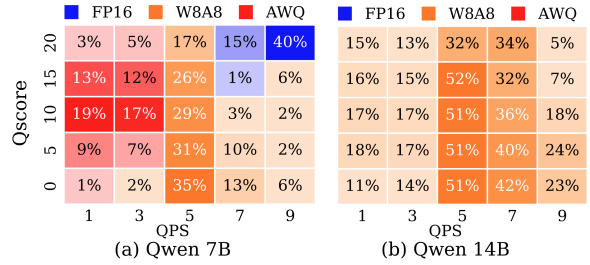 FP16 W8A8 AWQ FP16 W8A8 AWQ
Qscore
20 3% 5% 17% 15% 40% 15% 13% 32% 34% 5%
15 13% 12% 26% 1% 6% 16% 15% 52% 32% 7%
10 19% 17% 29% 3% 2% 17% 17% 51% 36% 18%
5 9% 7% 31% 10% 2% 18% 17% 51% 40% 24%
0 1% 2% 35% 13% 6% 11% 14% 51% 42% 23%
1 3 5 7 9 1 3 5 7 9
QPS QPS
(a) Qwen 7B (b) Qwen 14B